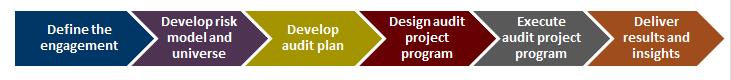 Define the
engagement
Develop risk
model and
universe
Develop
audit plan
Design audit
project
program
Execute
audit project
program
Deliver
results and
insights